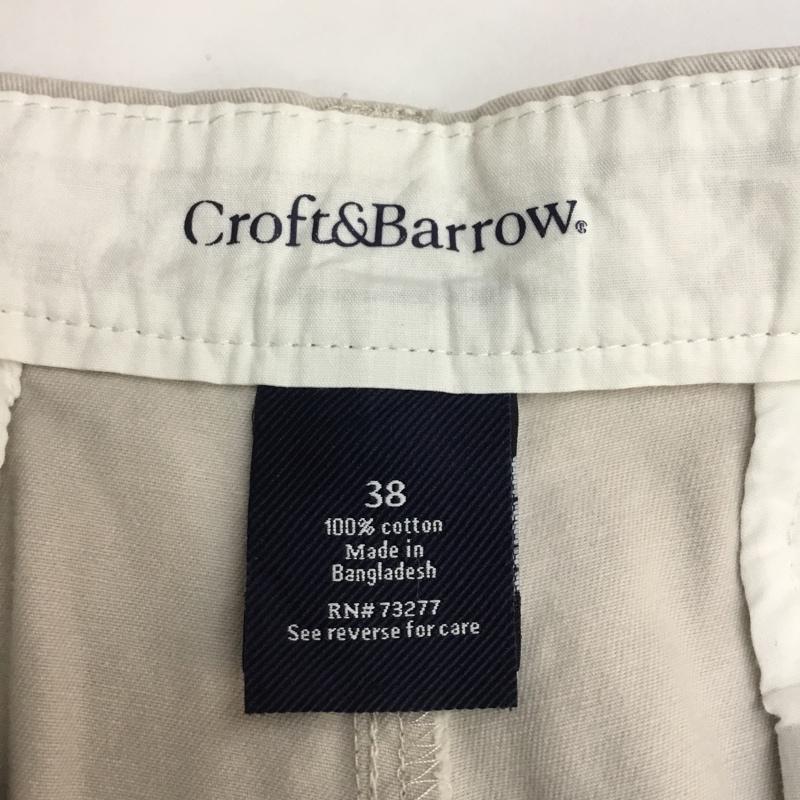 Croft&Barrow®
38
100% cotton
Made in
Bangladesh
RN# 73277
See reverse for care